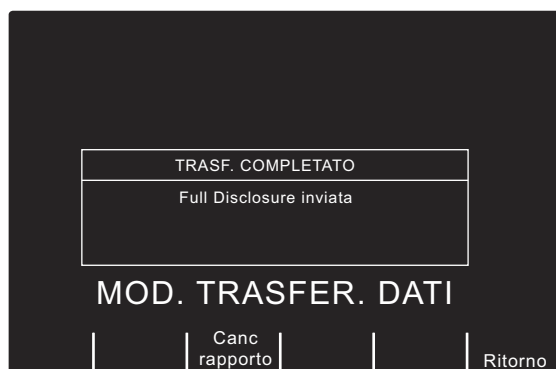 TRASF. COMPLETATO
Full Disclosure inviata
MOD. TRASFER. DATI
Canc
rapporto
Ritorno